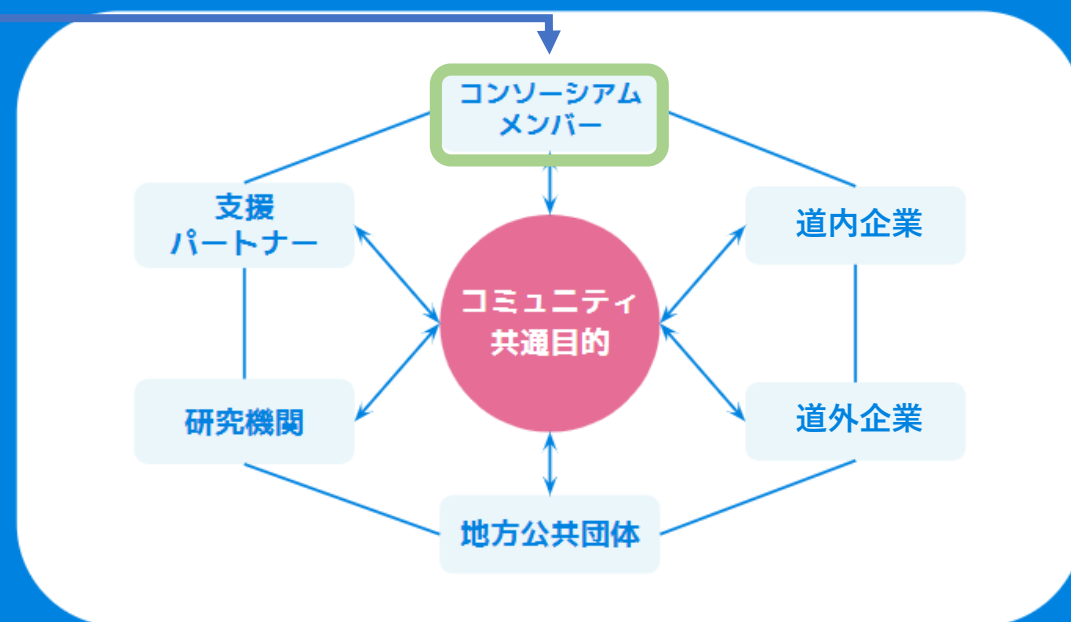 コンソーシアム
メンバー
支援
パートナー
道内企業
コミュニティ
共通目的
研究機関
道外企業
地方公共団体